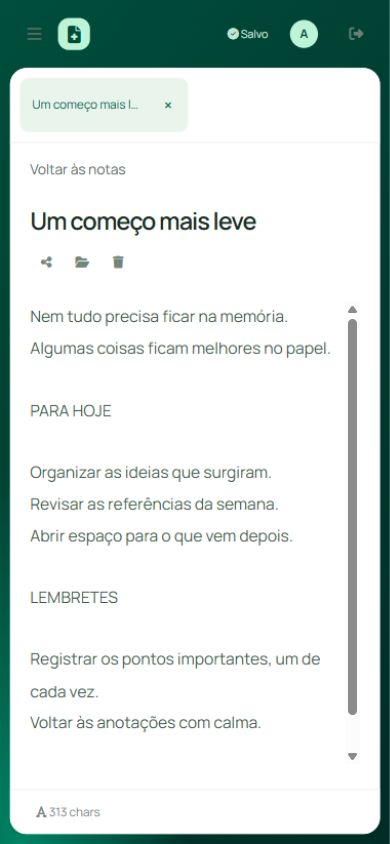 Salvo
A
Um começo mais l...
×
Voltar às notas
Um começo mais leve
Nem tudo precisa ficar na memória.
Algumas coisas ficam melhores no papel.
PARA HOJE
Organizar as ideias que surgiram.
Revisar as referências da semana.
Abrir espaço para o que vem depois.
LEMBRETES
Registrar os pontos importantes, um de
cada vez.
Voltar às anotações com calma.
A 313 chars